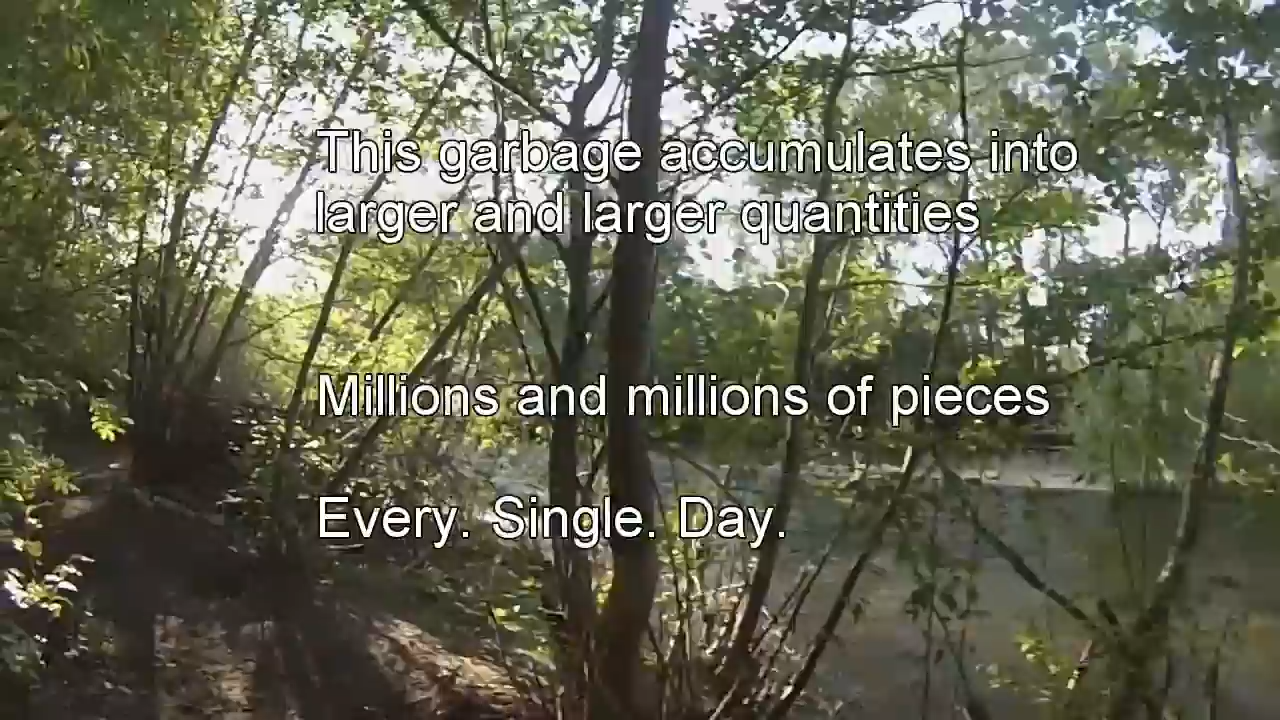 This garbage accumulates into
larger and larger quantities
Millions and millions of pieces
Every. Single. Day.